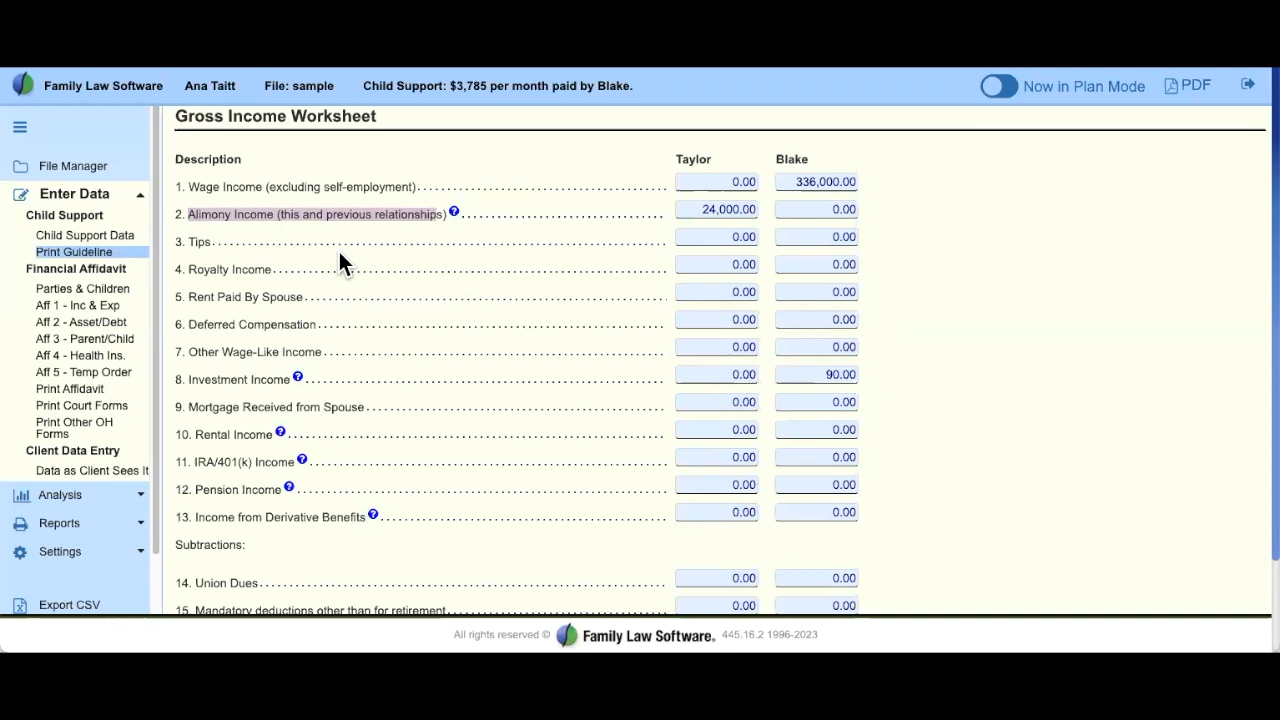 Family Law Software Ana Taitt File: sample Child Support: $3,785 per month paid by Blake. Now in Plan Mode PDF
File Manager
Enter Data
Child Support
Child Support Data
Print Guideline
Financial Affidavit
Parties & Children
Aff 1 - Inc & Exp
Aff 2 - Asset/Debt
Aff 3 - Parent/Child
Aff 4 - Health Ins.
Aff 5 - Temp Order
Print Affidavit
Print Court Forms
Print Other OH
Forms
Client Data Entry
Data as Client Sees It
Analysis
Reports
Settings
Export CSV
Gross Income Worksheet
Description Taylor Blake
1. Wage Income (excluding self-employment) 0.00 336,000.00
2. Alimony Income (this and previous relationships) 24,000.00 0.00
3. Tips 0.00 0.00
4. Royalty Income 0.00 0.00
5. Rent Paid By Spouse 0.00 0.00
6. Deferred Compensation 0.00 0.00
7. Other Wage-Like Income 0.00 0.00
8. Investment Income 0.00 90.00
9. Mortgage Received from Spouse 0.00 0.00
10. Rental Income 0.00 0.00
11. IRA/401(k) Income 0.00 0.00
12. Pension Income 0.00 0.00
13. Income from Derivative Benefits 0.00 0.00
Subtractions:
14. Union Dues 0.00 0.00
15. Mandatory deductions other than for retirement 0.00 0.00
All rights reserved © Family Law Software. 445.16.2 1996-2023